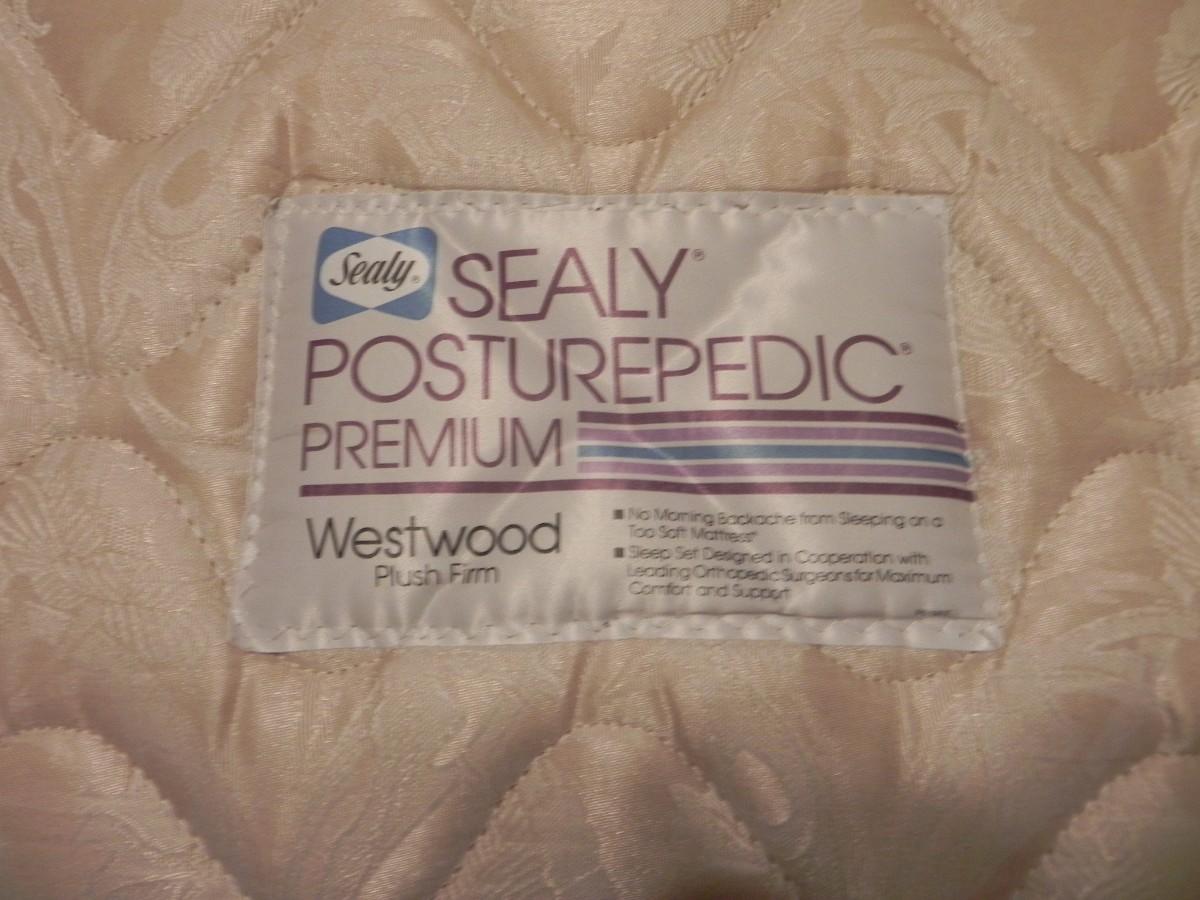 Sealy®
SEALY®
POSTUREPEDIC®
PREMIUM
Westwood
Plush Firm
■ No Morning Backache from Sleeping on a
Too Soft Mattress®
■ Sleep Set Designed in Cooperation with
Leading Orthopedic Surgeons for Maximum
Comfort and Support